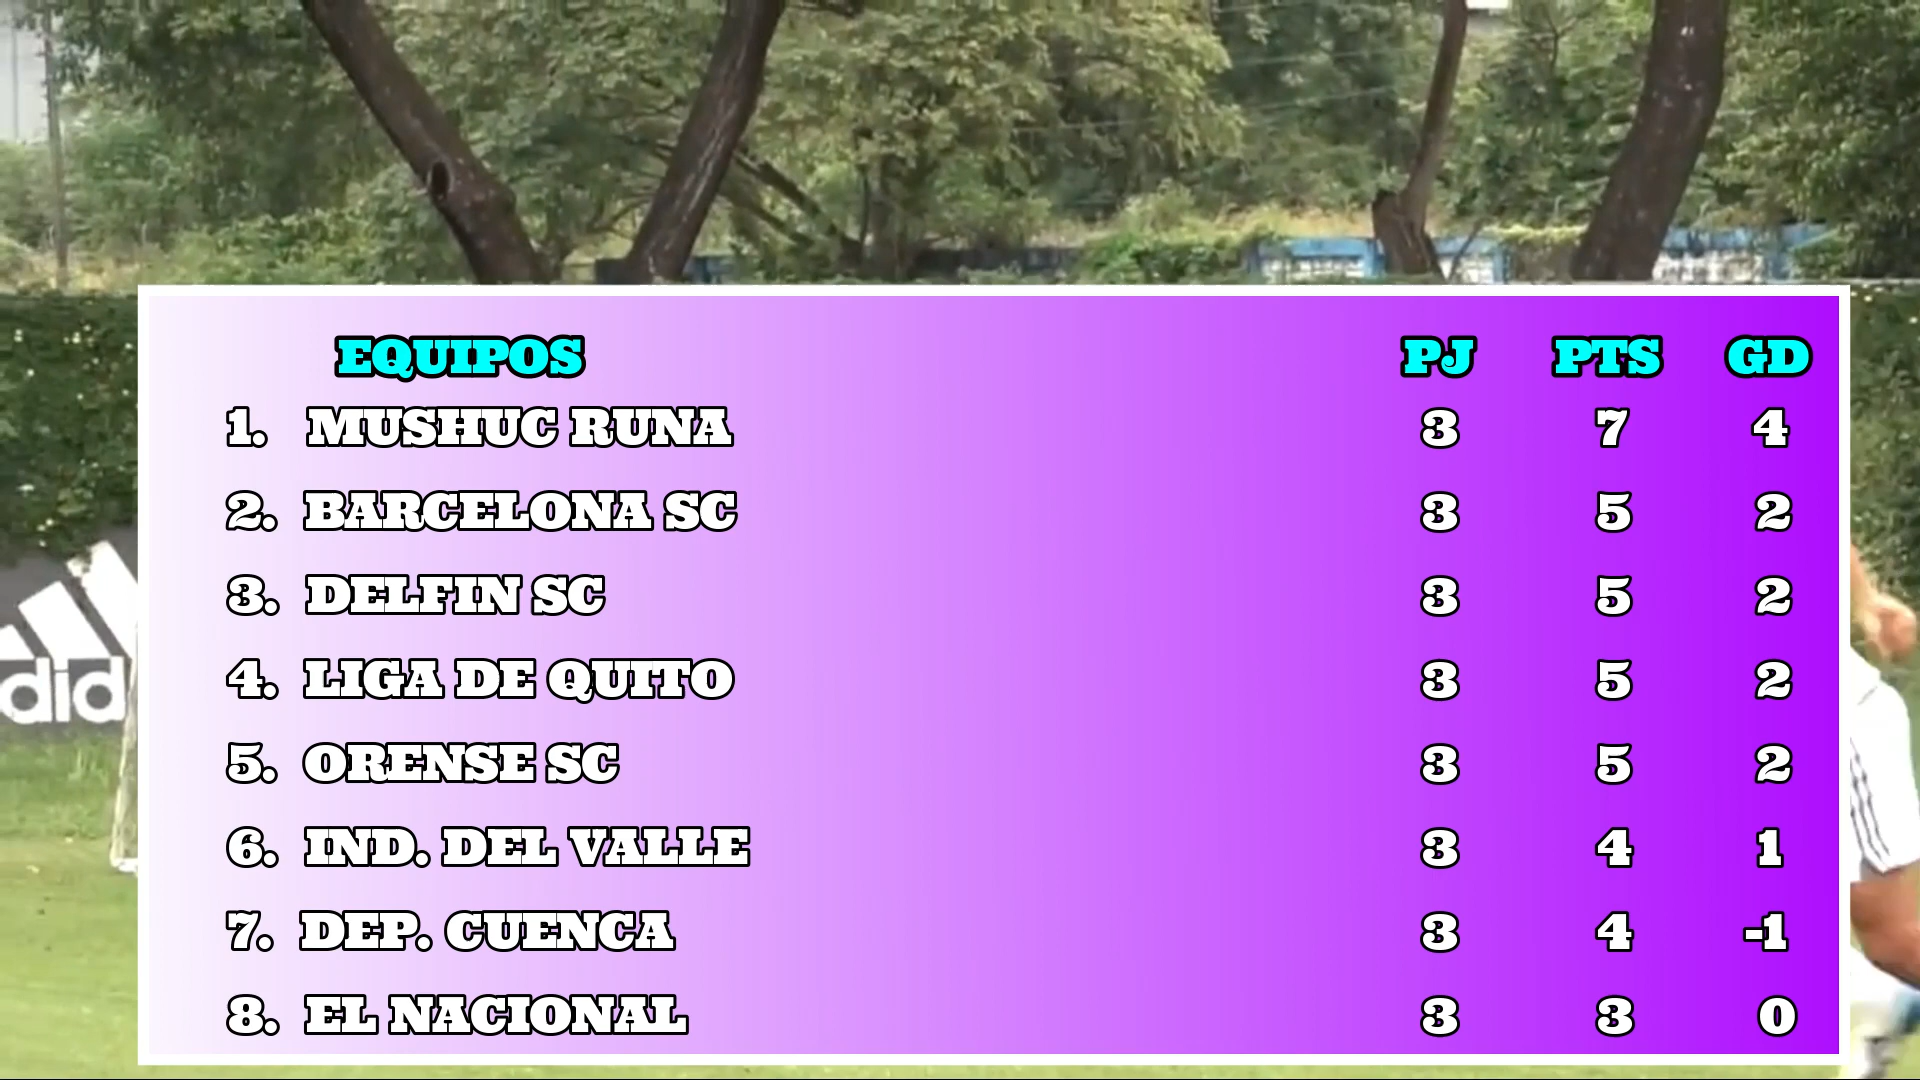 EQUIPOS PJ PTS GD
1. MUSHUC RUNA 3 7 4
2. BARCELONA SC 3 5 2
3. DELFIN SC 3 5 2
4. LIGA DE QUITO 3 5 2
5. ORENSE SC 3 5 2
6. IND. DEL VALLE 3 4 1
7. DEP. CUENCA 3 4 -1
8. EL NACIONAL 3 3 0
did